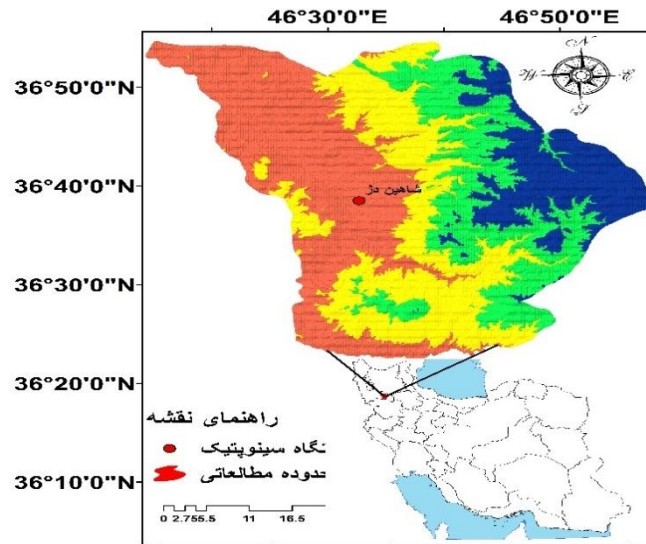 46°30'0"E 46°50'0"E
N
W E
S
36°50'0"N
36°40'0"N
شاهین دژ
36°30'0"N
36°20'0"N
راهنمای نقشه
نگاه سینوپتیک
حدوده مطالعاتی
36°10'0"N
0 2.755.5 11 16.5